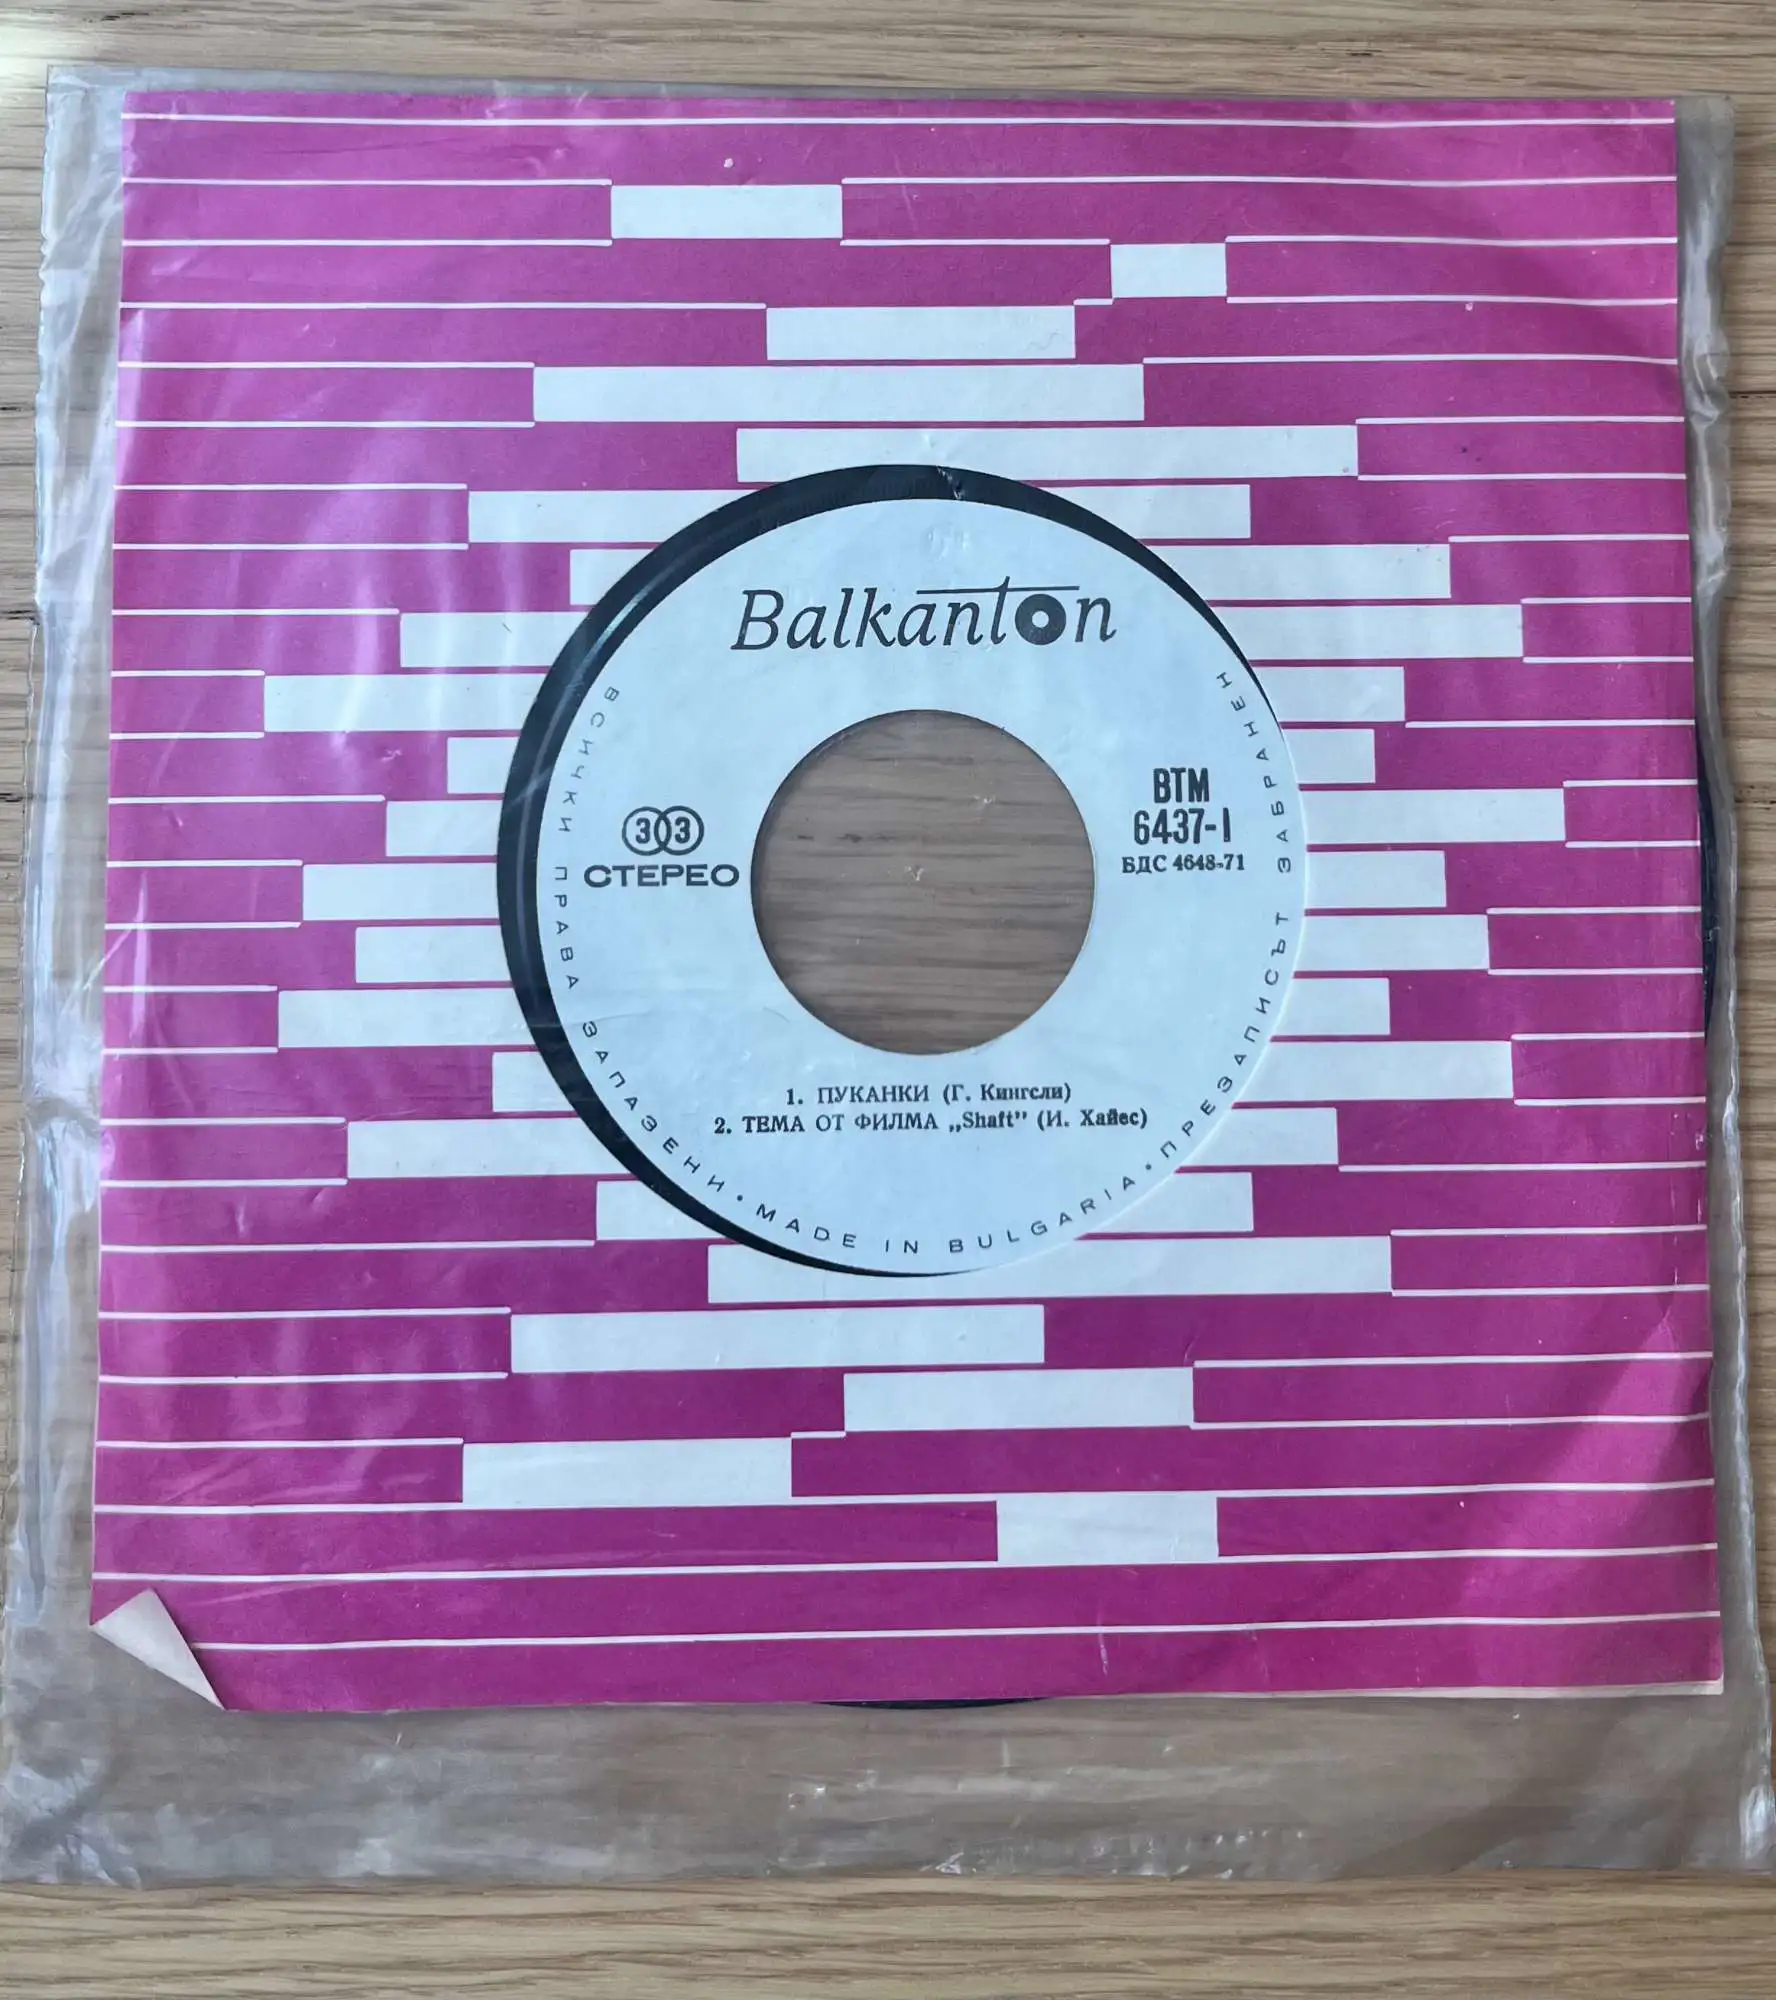 Balkanton
33
СТЕРЕО
ВТМ
6437-I
БДС 4648-71
1. ПУКАНКИ (Г. Кингсли)
2. ТЕМА ОТ ФИЛМА „Shaft” (И. Хайес)
ВСИЧКИ ПРАВА ЗАПАЗЕНИ • MADE IN BULGARIA • ПРЕЗАПИСЪТ ЗАБРАНЕН